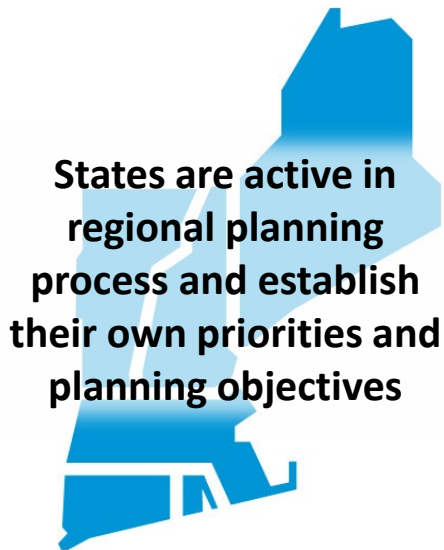 States are active in
regional planning
process and establish
their own priorities and
planning objectives